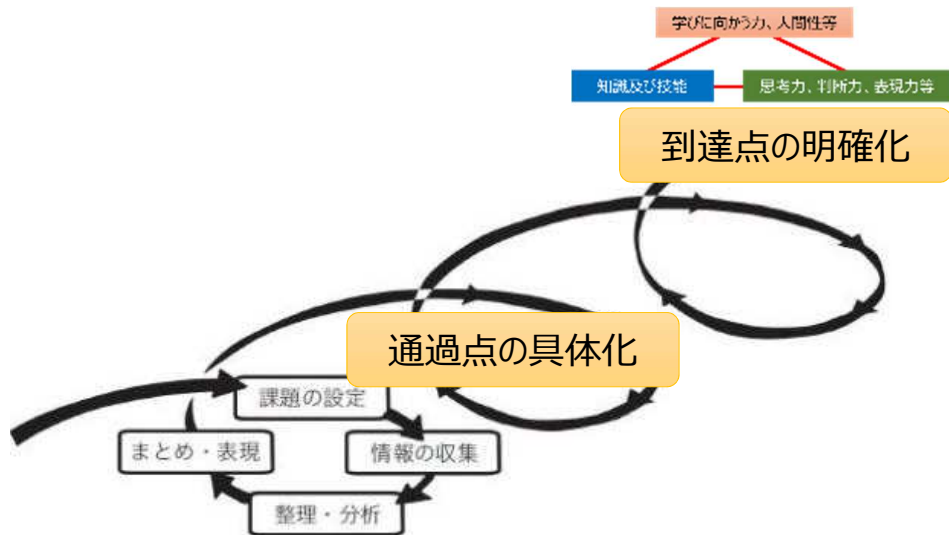 学びに向かう力、人間性等
知識及び技能
思考力、判断力、表現力等
到達点の明確化
通過点の具体化
課題の設定
まとめ・表現
情報の収集
整理・分析